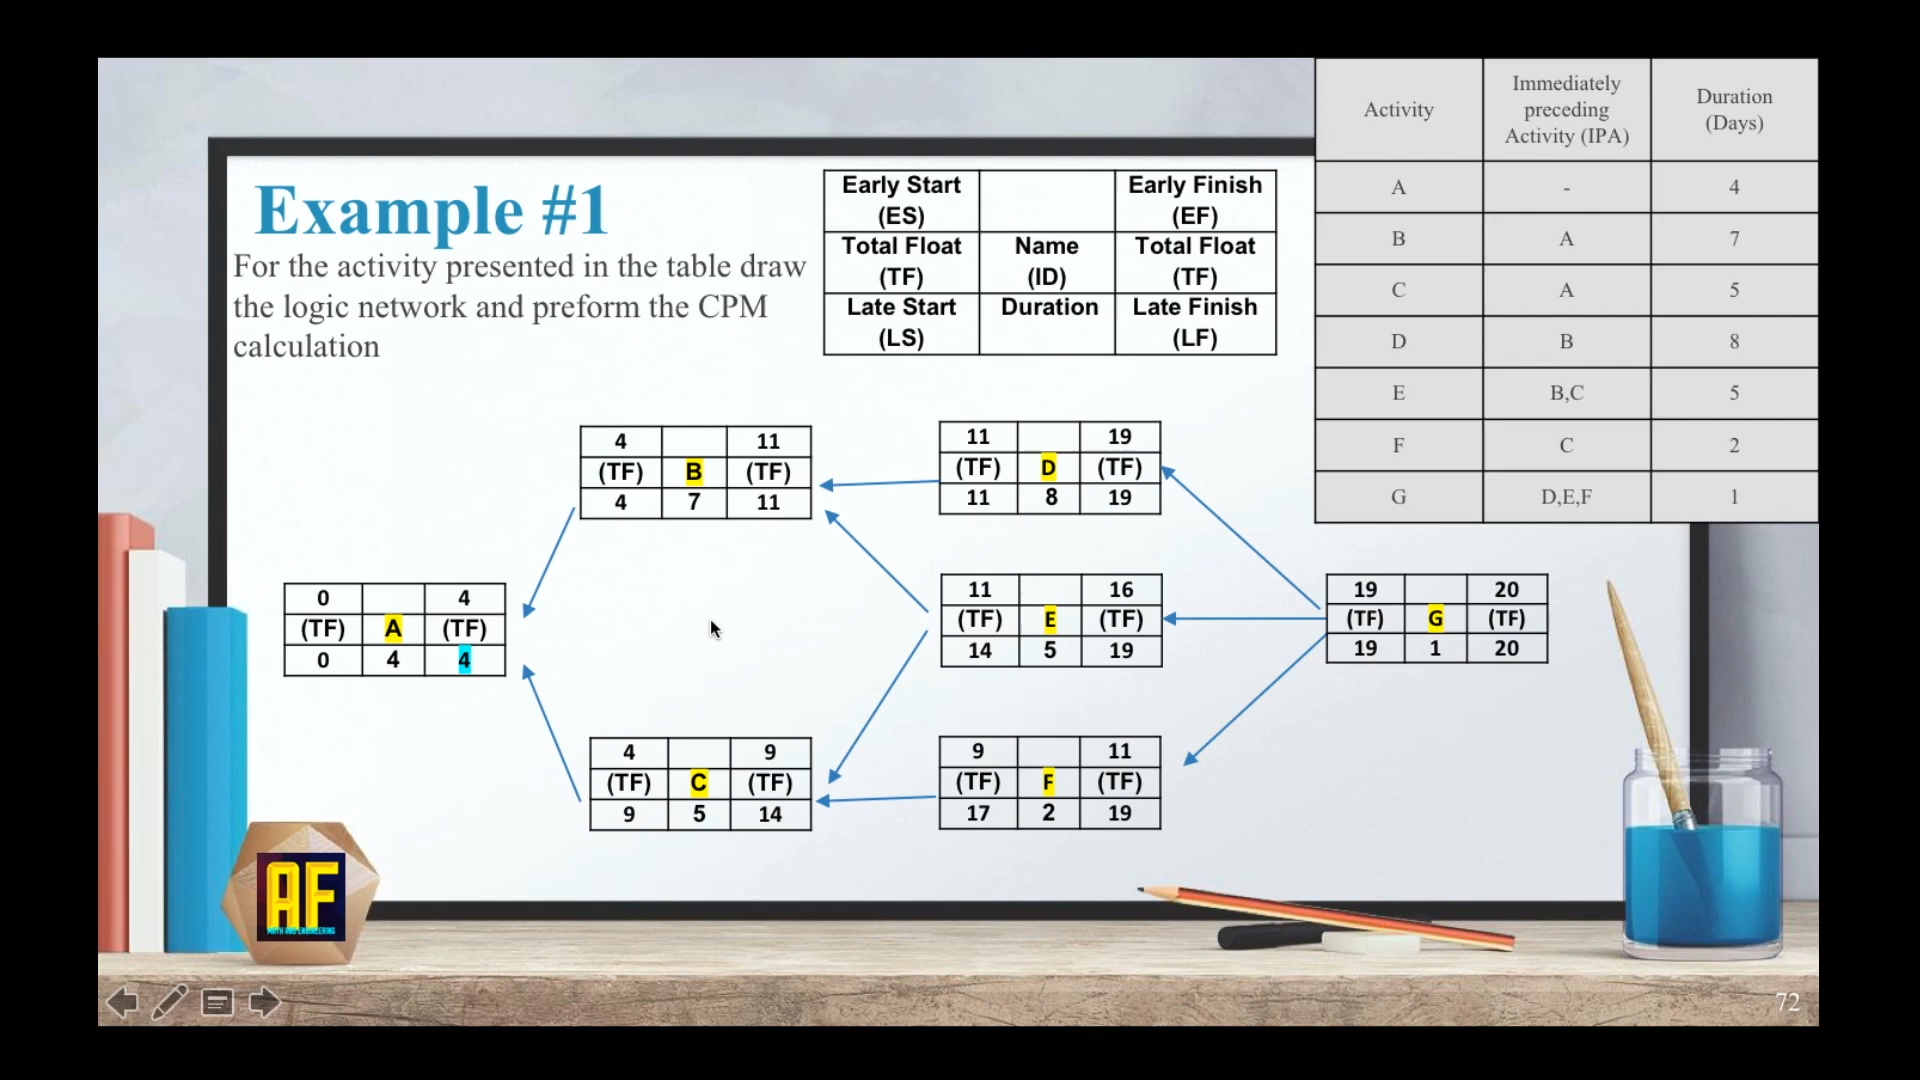 Example #1
For the activity presented in the table draw
the logic network and preform the CPM
calculation
Early Start
(ES)
Early Finish
(EF)
Total Float
(TF)
Name
(ID)
Total Float
(TF)
Late Start
(LS)
Duration
Late Finish
(LF)
Activity
Immediately
preceding
Activity (IPA)
Duration
(Days)
A - 4
B A 7
C A 5
D B 8
E B,C 5
F C 2
G D,E,F 1
4 11
(TF) B (TF)
4 7 11
11 19
(TF) D (TF)
11 8 19
0 4
(TF) A (TF)
0 4 4
11 16
(TF) E (TF)
14 5 19
19 20
(TF) G (TF)
19 1 20
4 9
(TF) C (TF)
9 5 14
9 11
(TF) F (TF)
17 2 19
AF
MATH AND ENGINEERING
72